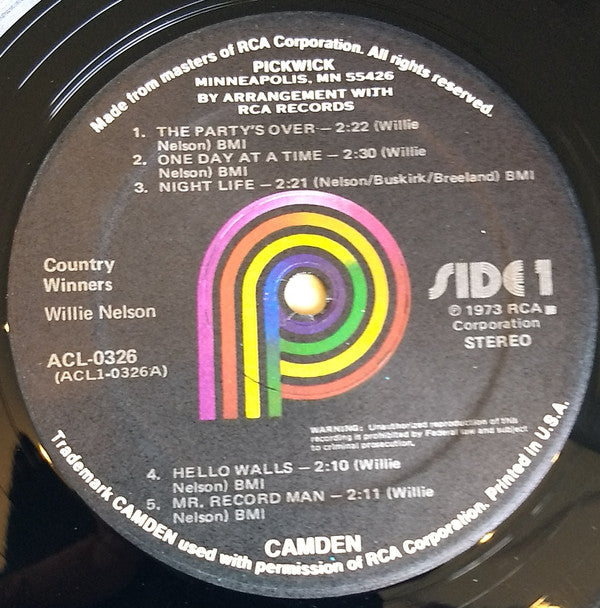 Made from masters of RCA Corporation. All rights reserved.
PICKWICK
MINNEAPOLIS, MN 55426
BY ARRANGEMENT WITH
RCA RECORDS
1. THE PARTY'S OVER – 2:22 (Willie
Nelson) BMI
2. ONE DAY AT A TIME – 2:30 (Willie
Nelson) BMI
3. NIGHT LIFE – 2:21 (Nelson/Buskirk/Breeland) BMI
Country
Winners
Willie Nelson
ACL-0326
(ACL1-0326A)
SIDE 1
℗ 1973 RCA
Corporation
STEREO
WARNING: Unauthorized reproduction of this
recording is prohibited by Federal law and subject
to criminal prosecution.
4. HELLO WALLS – 2:10 (Willie
Nelson) BMI
5. MR. RECORD MAN – 2:11 (Willie
Nelson) BMI
CAMDEN
Trademark CAMDEN used with permission of RCA Corporation. Printed in U.S.A.